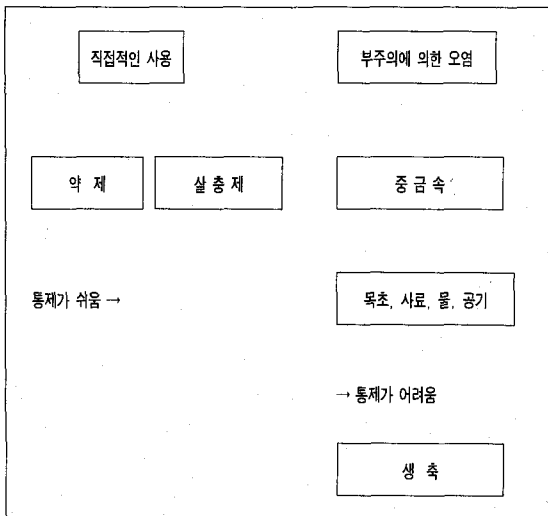 직접적인 사용 부주의에 의한 오염
약 제 살 충 제 중 금 속
통제가 쉬움 → 목초, 사료, 물, 공기
→ 통제가 어려움
생 축